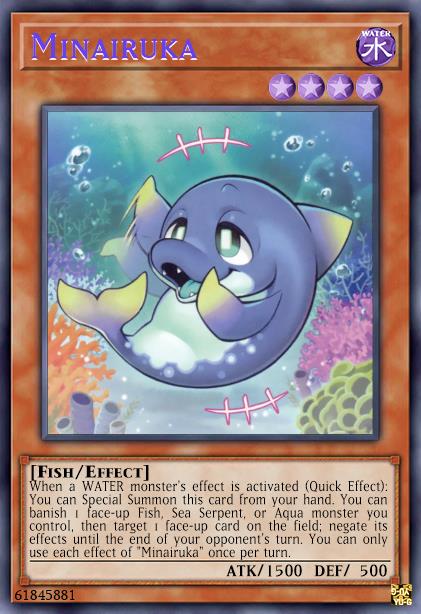 MINAIRUKA
WATER
水
[FISH/EFFECT]
When a WATER monster's effect is activated (Quick Effect):
You can Special Summon this card from your hand. You can
banish 1 face-up Fish, Sea Serpent, or Aqua monster you
control, then target 1 face-up card on the field; negate its
effects until the end of your opponent's turn. You can only
use each effect of "Minairuka" once per turn.
ATK/1500 DEF/ 500
61845881